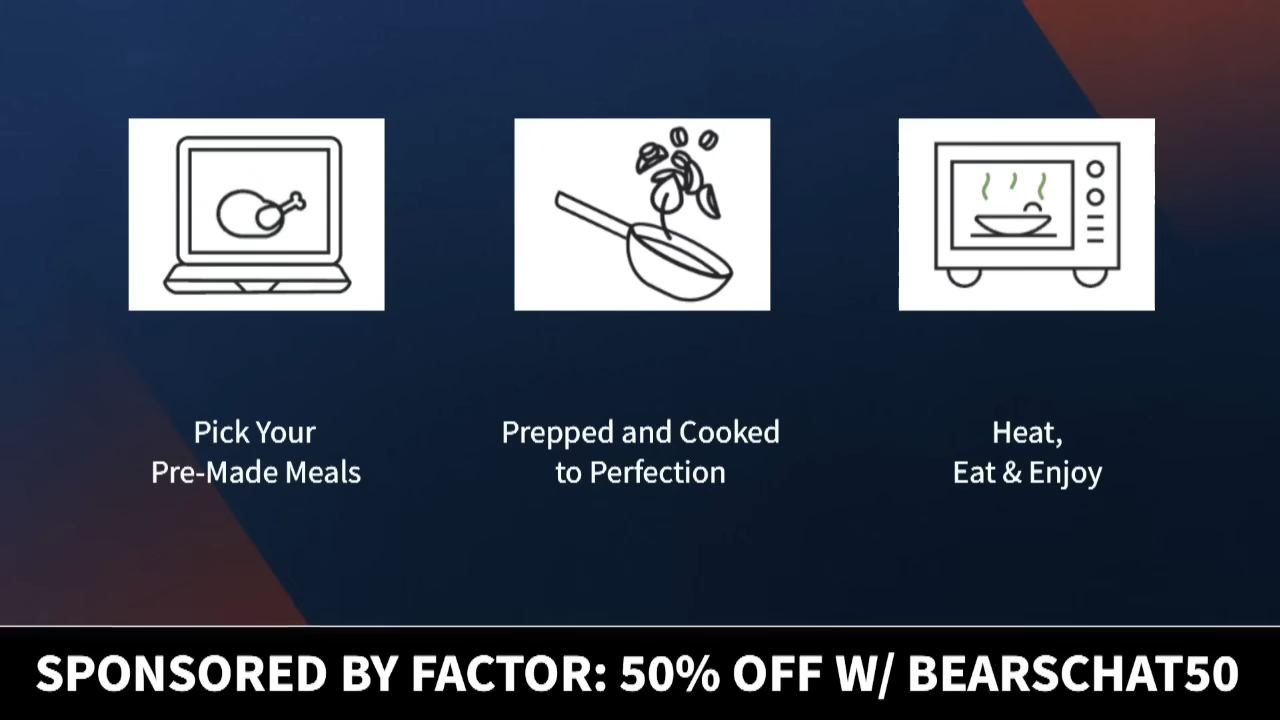 Pick Your
Pre-Made Meals
Prepped and Cooked
to Perfection
Heat,
Eat & Enjoy
SPONSORED BY FACTOR: 50% OFF W/ BEARSCHAT50